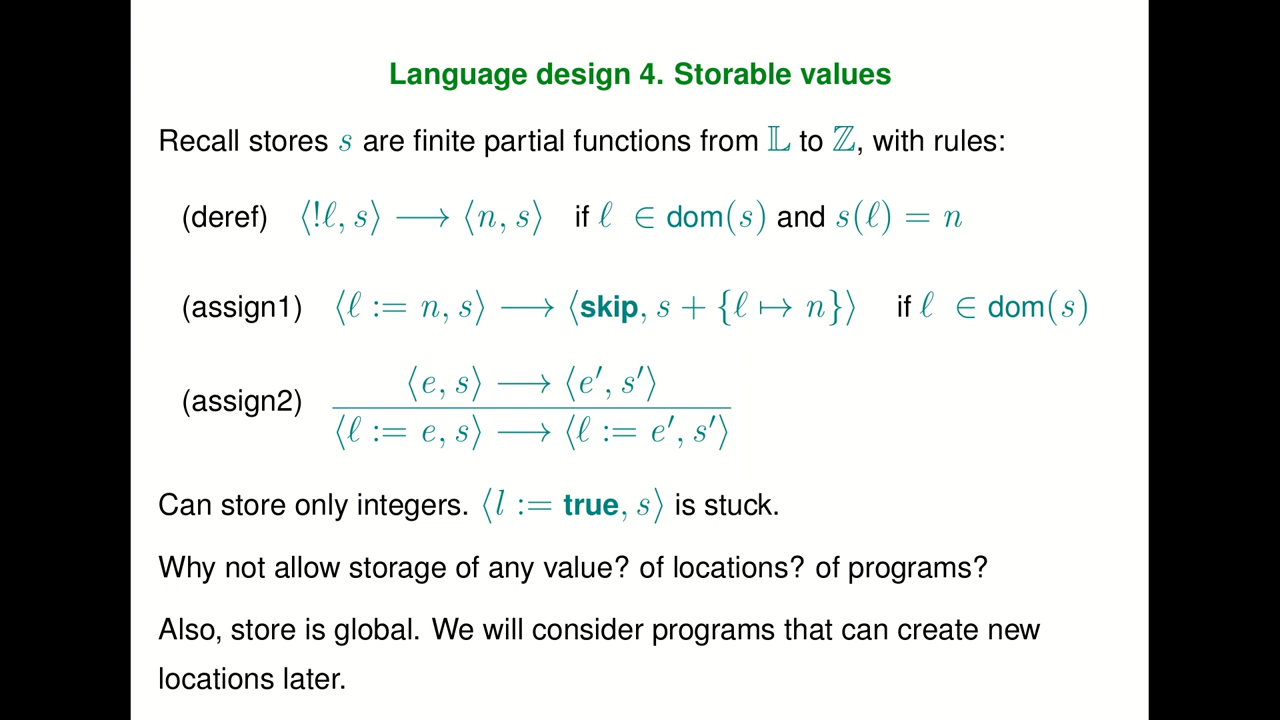 Language design 4. Storable values
Recall stores s are finite partial functions from 𝕃 to ℤ, with rules:
(deref) ⟨!ℓ, s⟩ ⟶ ⟨n, s⟩ if ℓ ∈ dom(s) and s(ℓ) = n
(assign1) ⟨ℓ := n, s⟩ ⟶ ⟨skip, s + {ℓ ↦ n}⟩ if ℓ ∈ dom(s)
⟨e, s⟩ ⟶ ⟨e′, s′⟩
(assign2)
⟨ℓ := e, s⟩ ⟶ ⟨ℓ := e′, s′⟩
Can store only integers. ⟨l := true, s⟩ is stuck.
Why not allow storage of any value? of locations? of programs?
Also, store is global. We will consider programs that can create new
locations later.